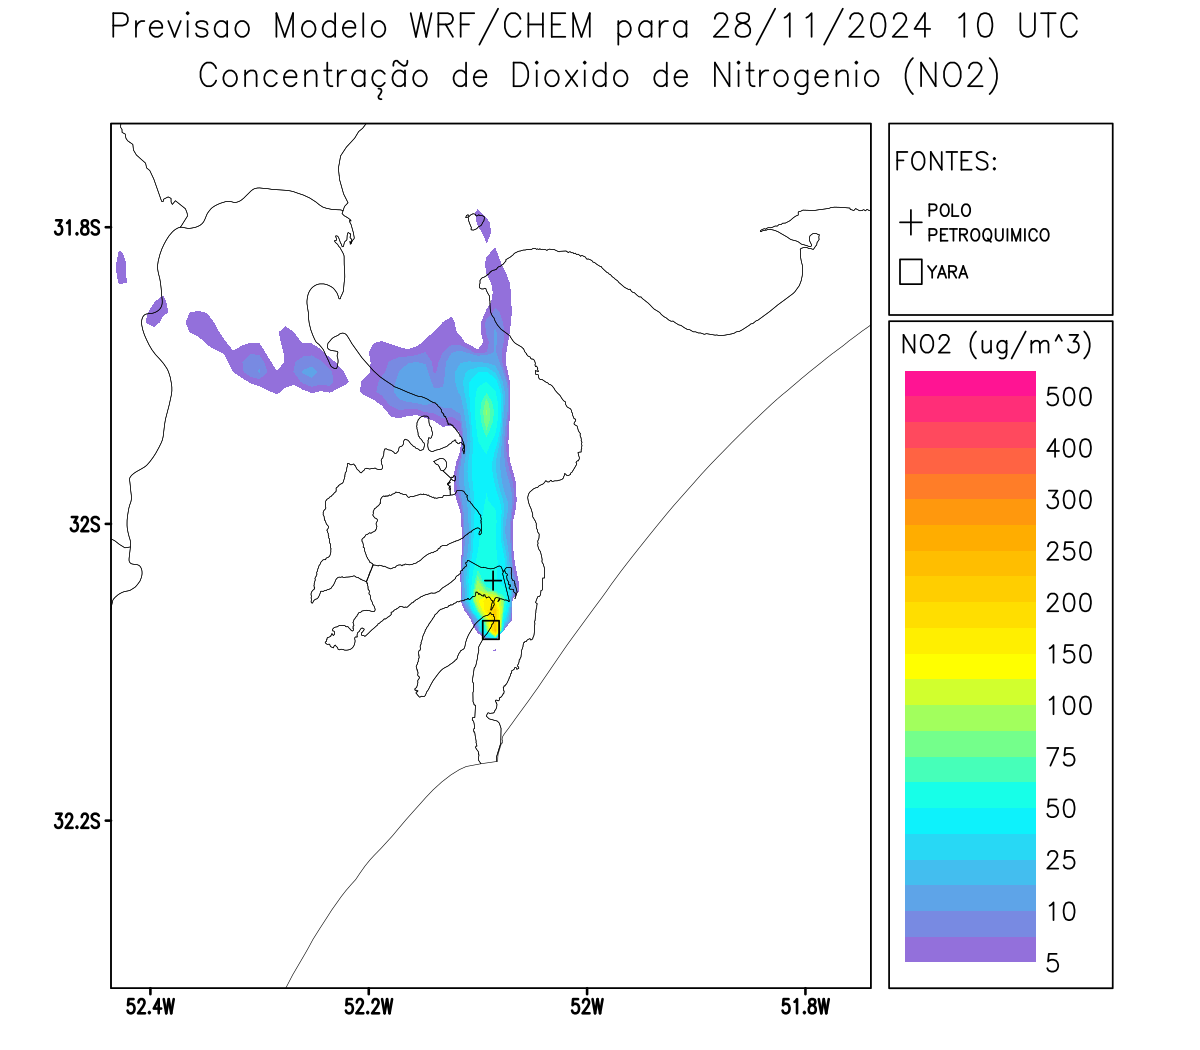 Previsao Modelo WRF/CHEM para 28/11/2024 10 UTC
Concentração de Dioxido de Nitrogenio (NO2)
FONTES:
POLO
PETROQUIMICO
YARA
NO2 (ug/m^3)
500
400
300
250
200
150
100
75
50
25
10
5
31.8S
32S
32.2S
52.4W
52.2W
52W
51.8W